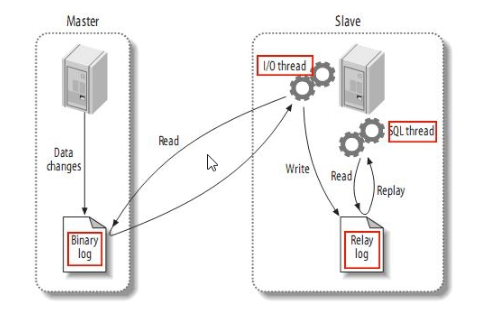 Master
Slave
I/O thread
SQL thread
Read
Data
changes
Write
Read
Replay
Binary
log
Relay
log